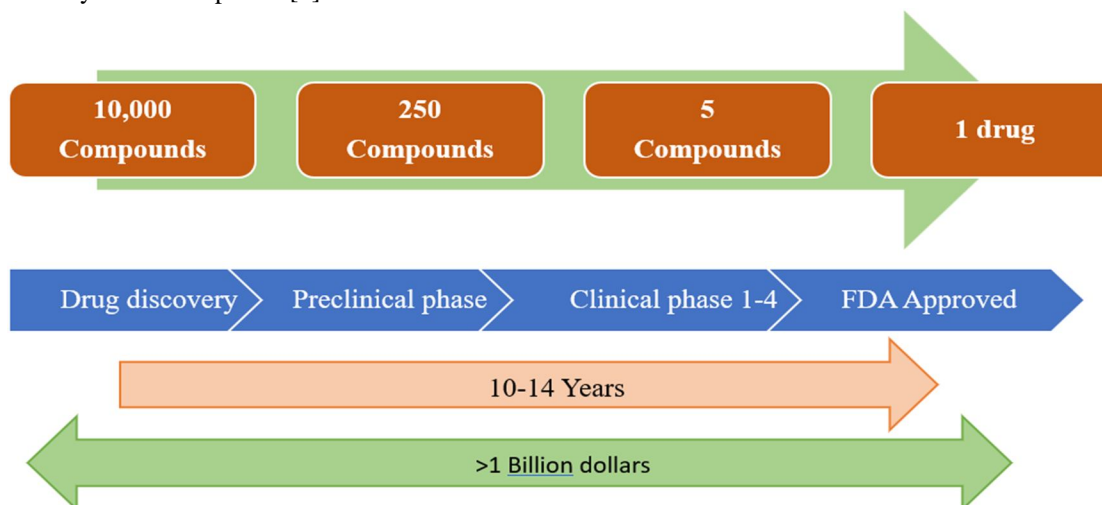 10,000
Compounds
250
Compounds
5
Compounds
1 drug
Drug discovery
Preclinical phase
Clinical phase 1-4
FDA Approved
10-14 Years
>1 Billion dollars